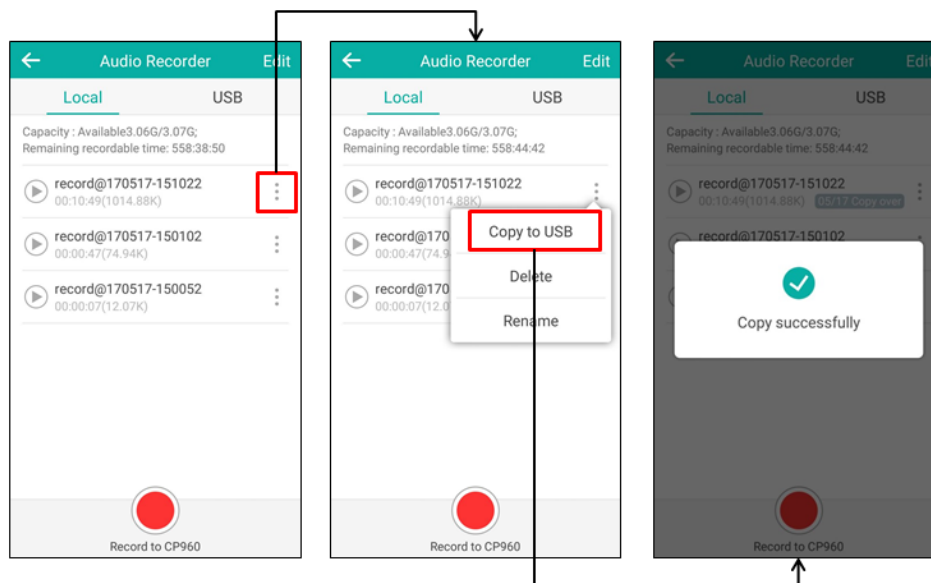 Audio Recorder
Edit
Local
USB
Capacity : Available3.06G/3.07G;
Remaining recordable time: 558:38:50
record@170517-151022
00:10:49(1014.88K)
record@170517-150102
00:00:47(74.94K)
record@170517-150052
00:00:07(12.07K)
Record to CP960
Audio Recorder
Edit
Local
USB
Capacity : Available3.06G/3.07G;
Remaining recordable time: 558:44:42
record@170517-151022
00:10:49(1014.88K)
record@170
00:00:47(74.9
record@170
00:00:07(12.0
Copy to USB
Delete
Rename
Record to CP960
Audio Recorder
Edit
Local
USB
Capacity : Available3.06G/3.07G;
Remaining recordable time: 558:44:42
record@170517-151022
00:10:49(1014.88K) 05/17 Copy over
record@170517-150102
Copy successfully
Record to CP960